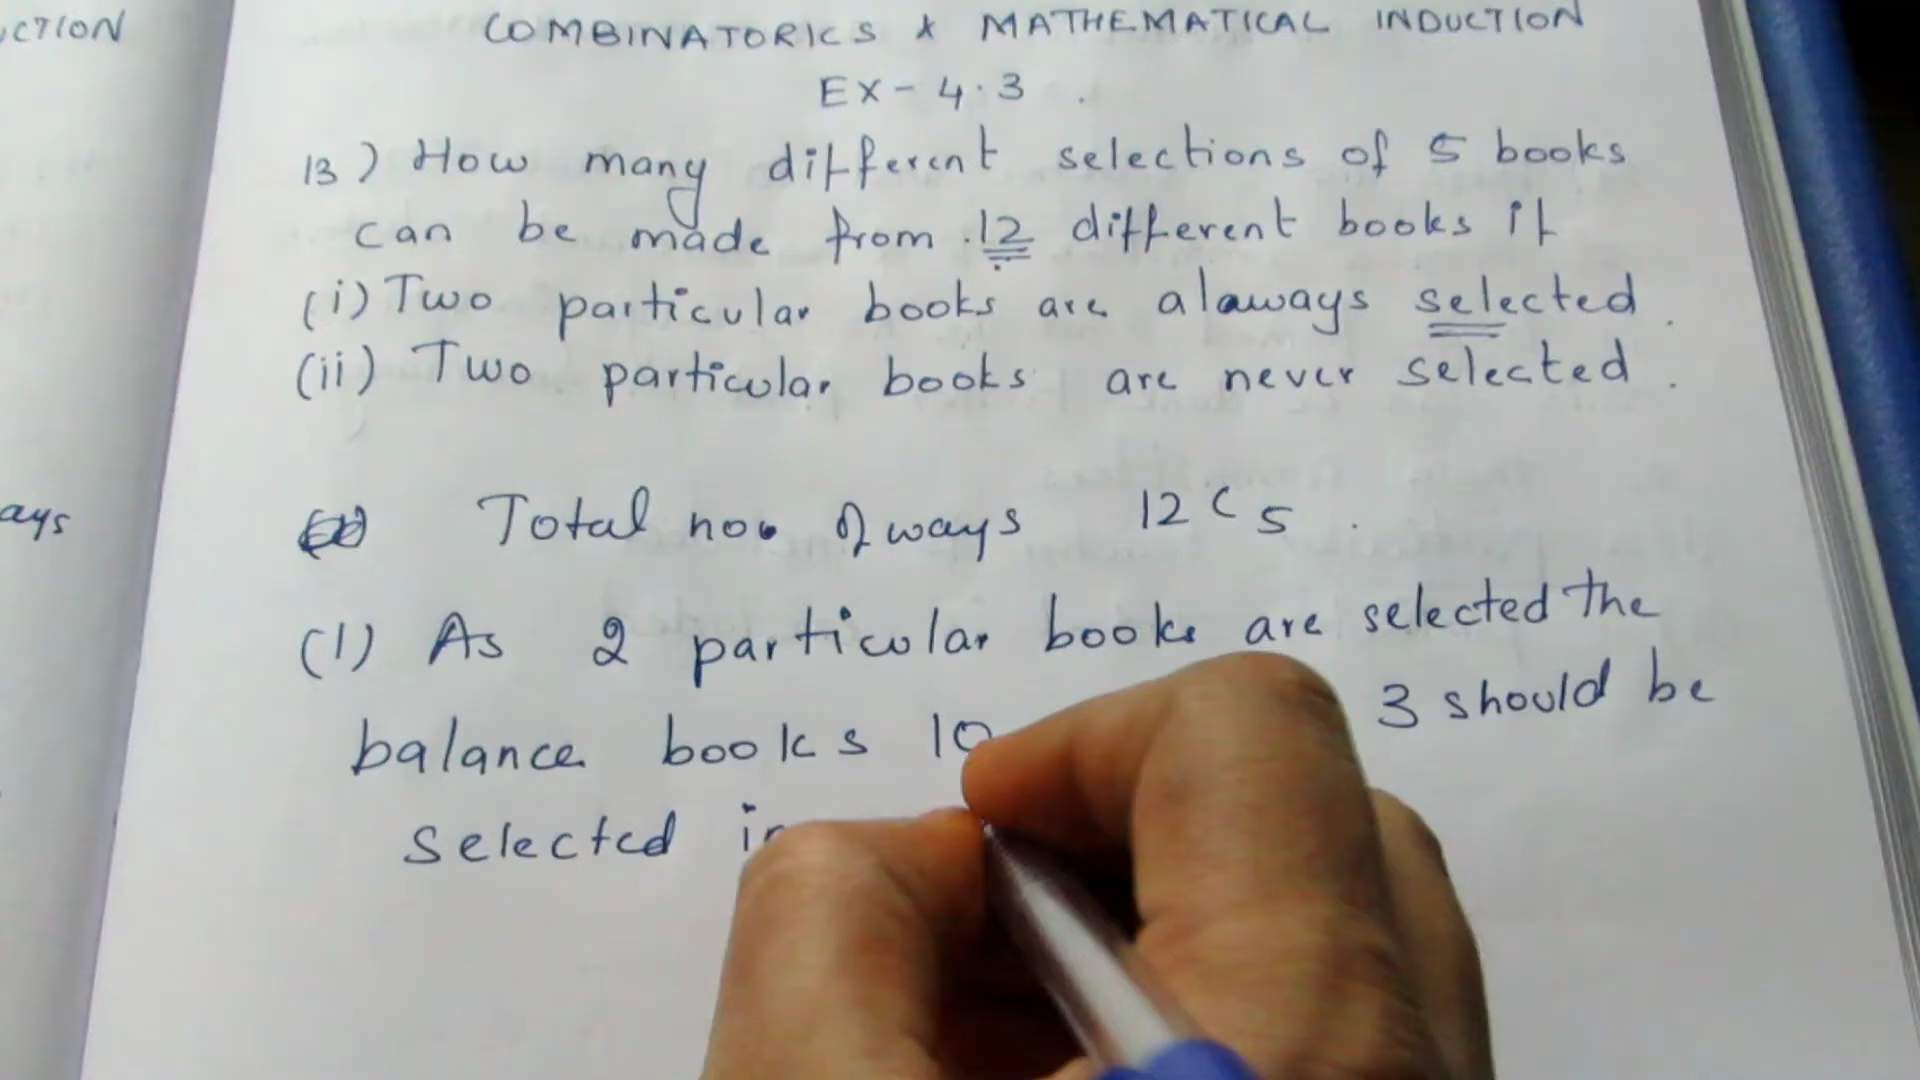 COMBINATORICS & MATHEMATICAL INDUCTION
EX - 4.3 .
13) How many different selections of 5 books
can be made from .12 different books if
(i) Two particular books are alaways selected .
(ii) Two particular books are never selected .
ays
Total no. of ways 12C5 .
(1) As 2 particular books are selected the
balance books 10 3 should be
selected